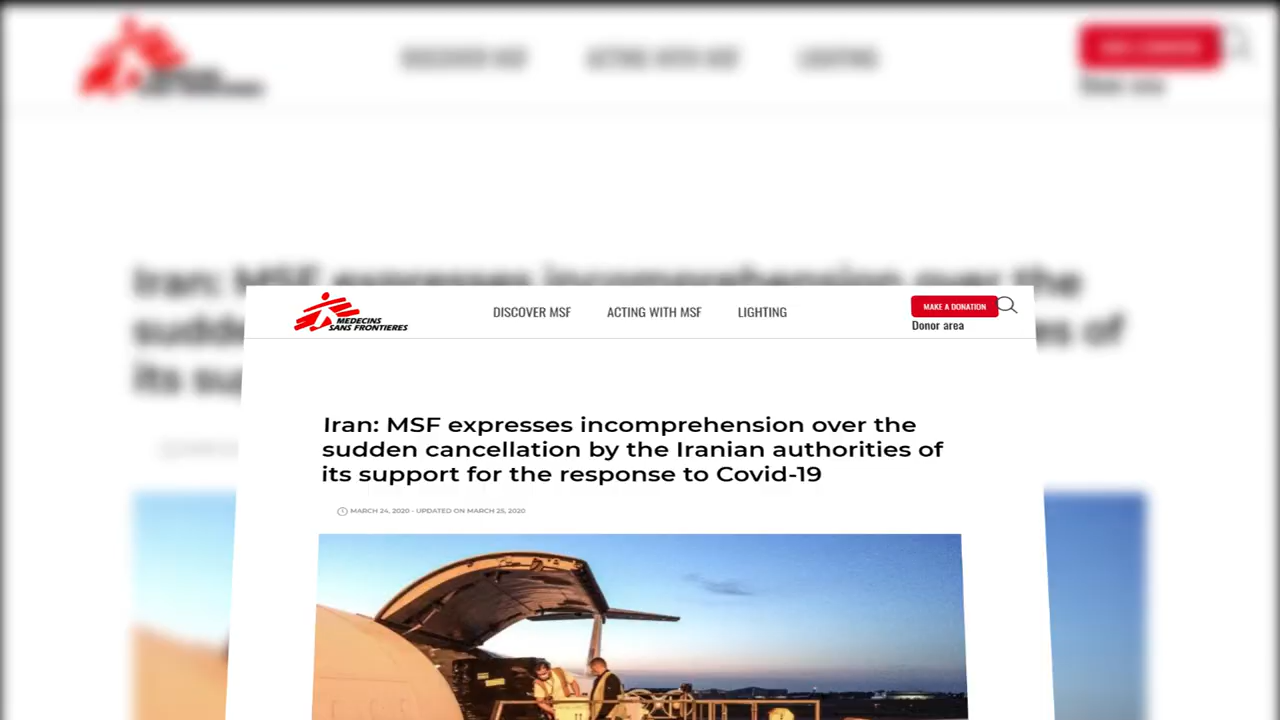 MEDECINS
SANS FRONTIERES
DISCOVER MSF
ACTING WITH MSF
LIGHTING
MAKE A DONATION
Donor area
Iran: MSF expresses incomprehension over the
sudden cancellation by the Iranian authorities of
its support for the response to Covid-19
MARCH 24, 2020 - UPDATED ON MARCH 25, 2020